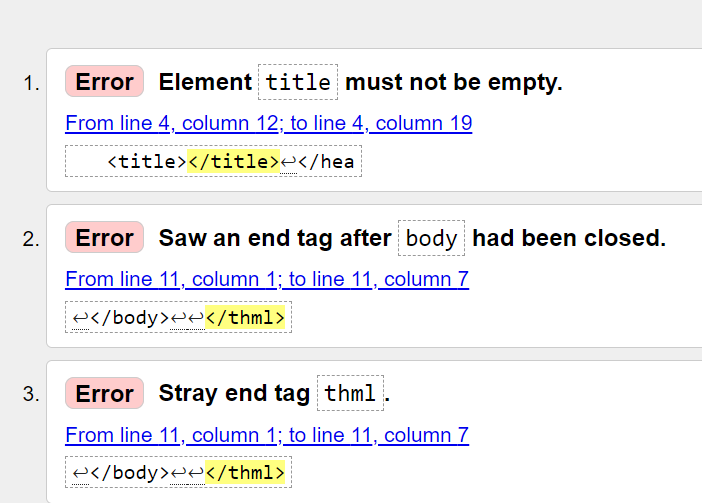 1. Error Element title must not be empty.
From line 4, column 12; to line 4, column 19
<title></title>↩</hea
2. Error Saw an end tag after body had been closed.
From line 11, column 1; to line 11, column 7
↩</body>↩↩</thml>
3. Error Stray end tag thml.
From line 11, column 1; to line 11, column 7
↩</body>↩↩</thml>